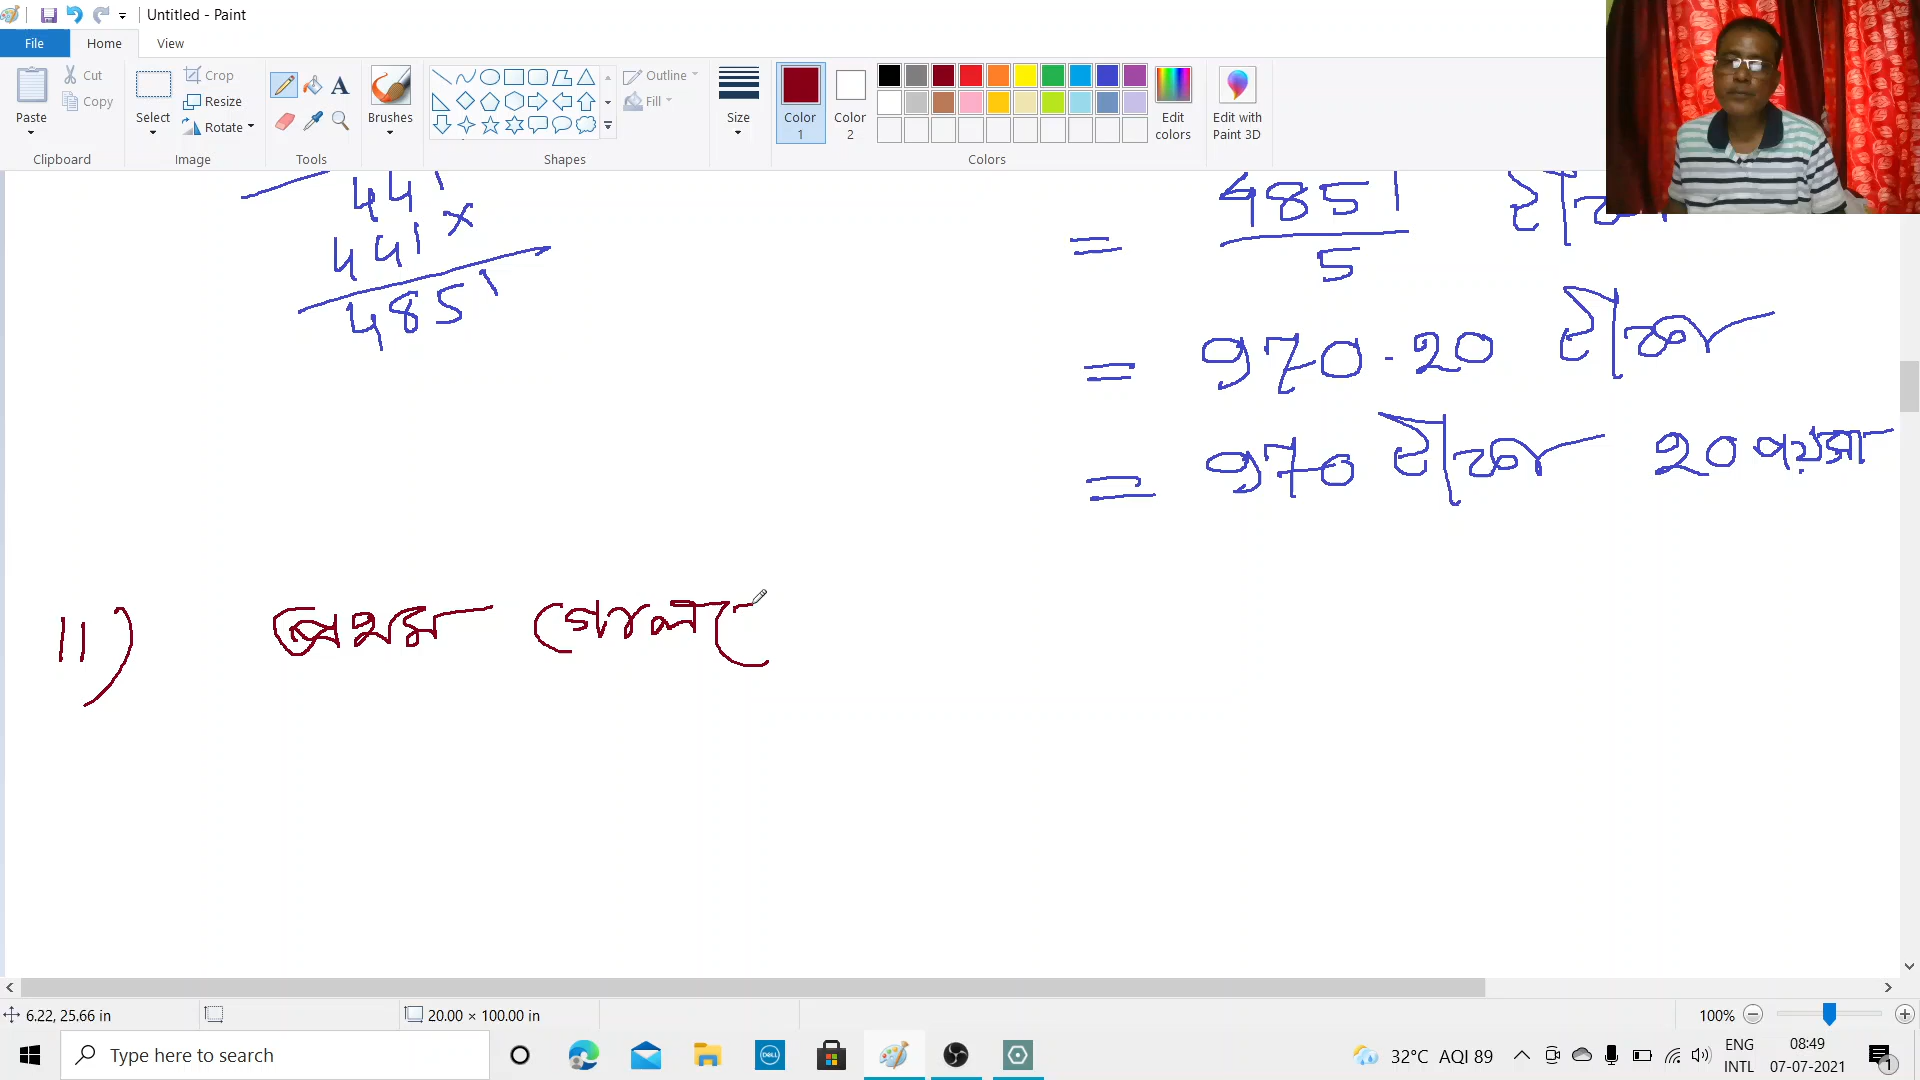 Untitled - Paint
File Home View
Cut
Copy
Paste
Clipboard
Crop
Resize
Rotate
Select
Image
Tools
Brushes
Shapes
Outline
Fill
Size
Color 1
Color 2
Edit colors
Edit with Paint 3D
Colors
441
441 x
4851
= 4851 / 5
= 970.20 টাকা
= 970 টাকা 20 পয়সা
11) প্রথম
6.22, 25.66 in
20.00 × 100.00 in
100%
Type here to search
DELL
32°C AQI 89
ENG
INTL
08:49
07-07-2021
1